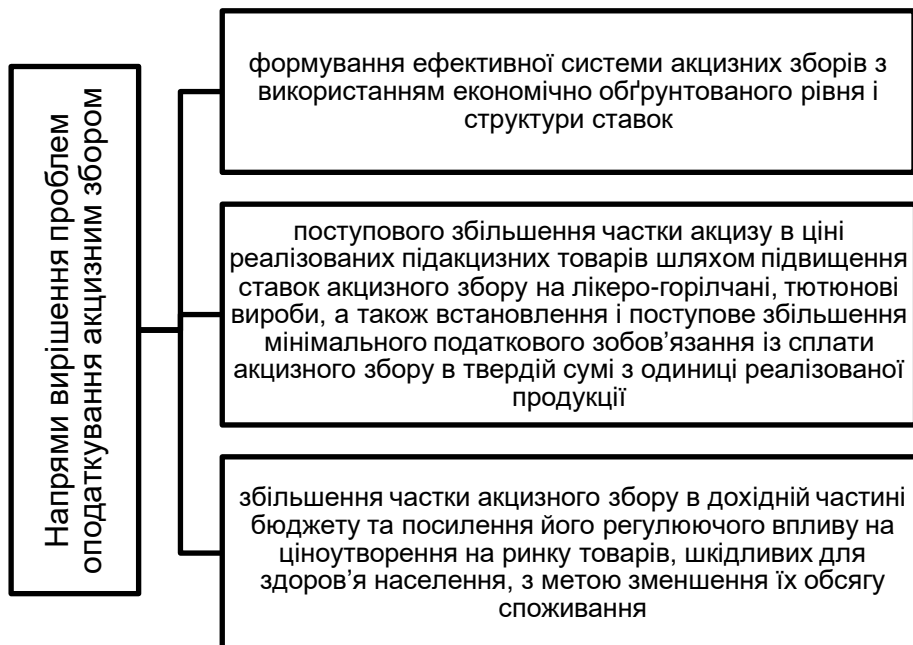 Напрями вирішення проблем
оподаткування акцизним збором
формування ефективної системи акцизних зборів з
використанням економічно обґрунтованого рівня і
структури ставок
поступового збільшення частки акцизу в ціні
реалізованих підакцизних товарів шляхом підвищення
ставок акцизного збору на лікеро-горілчані, тютюнові
вироби, а також встановлення і поступове збільшення
мінімального податкового зобов’язання із сплати
акцизного збору в твердій сумі з одиниці реалізованої
продукції
збільшення частки акцизного збору в дохідній частині
бюджету та посилення його регулюючого впливу на
ціноутворення на ринку товарів, шкідливих для
здоров’я населення, з метою зменшення їх обсягу
споживання